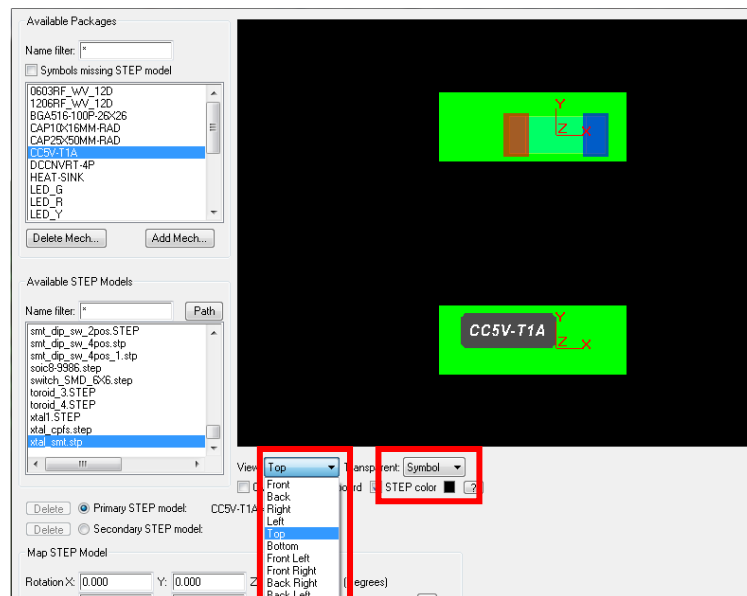 Available Packages
Name filter: *
Symbols missing STEP model
0603RF_WV_12D
1206RF_WV_12D
BGA516-100P-26X26
CAP10X16MM-RAD
CAP25X50MM-RAD
CC5V-T1A
DCCNVRT-4P
HEAT-SINK
LED_G
LED_R
LED_Y
Delete Mech...
Add Mech...
Y
Z X
Available STEP Models
Name filter: *
Path
smt_dip_sw_2pos.STEP
smt_dip_sw_4pos.stp
smt_dip_sw_4pos_1.stp
soic8-9986.step
switch_SMD_6X6.step
toroid_3.STEP
toroid_4.STEP
xtal1.STEP
xtal_cpfs.step
xtal_smt.stp
CC5V-T1A
Y
Z X
View Top Transparent: Symbol
STEP color ?
Front
Back
Right
Left
Top
Bottom
Front Left
Front Right
Back Right
Back Left
Delete Primary STEP model: CC5V-T1A
Delete Secondary STEP model:
Map STEP Model
Rotation X: 0.000 Y: 0.000 Z